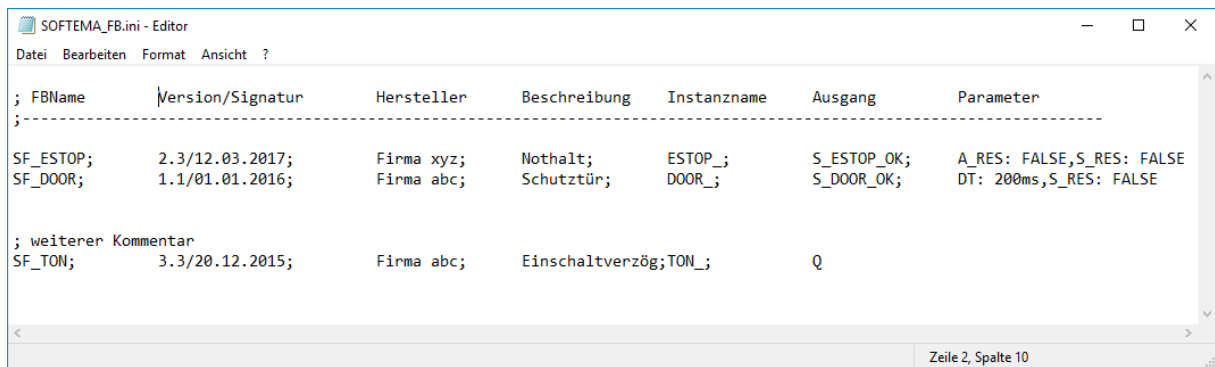 SOFTEMA_FB.ini - Editor
Datei Bearbeiten Format Ansicht ?
; FBName Version/Signatur Hersteller Beschreibung Instanzname Ausgang Parameter
;------------------------------------------------------------------------------------------------------------------------
SF_ESTOP; 2.3/12.03.2017; Firma xyz; Nothalt; ESTOP_; S_ESTOP_OK; A_RES: FALSE,S_RES: FALSE
SF_DOOR; 1.1/01.01.2016; Firma abc; Schutztür; DOOR_; S_DOOR_OK; DT: 200ms,S_RES: FALSE
; weiterer Kommentar
SF_TON; 3.3/20.12.2015; Firma abc; Einschaltverzög;TON_; Q
Zeile 2, Spalte 10